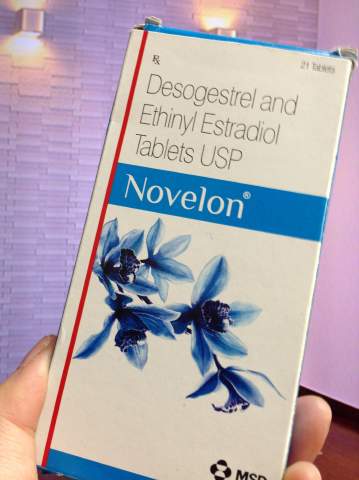 ℞
21 Tablets
Desogestrel and
Ethinyl Estradiol
Tablets USP
Novelon®
MSD